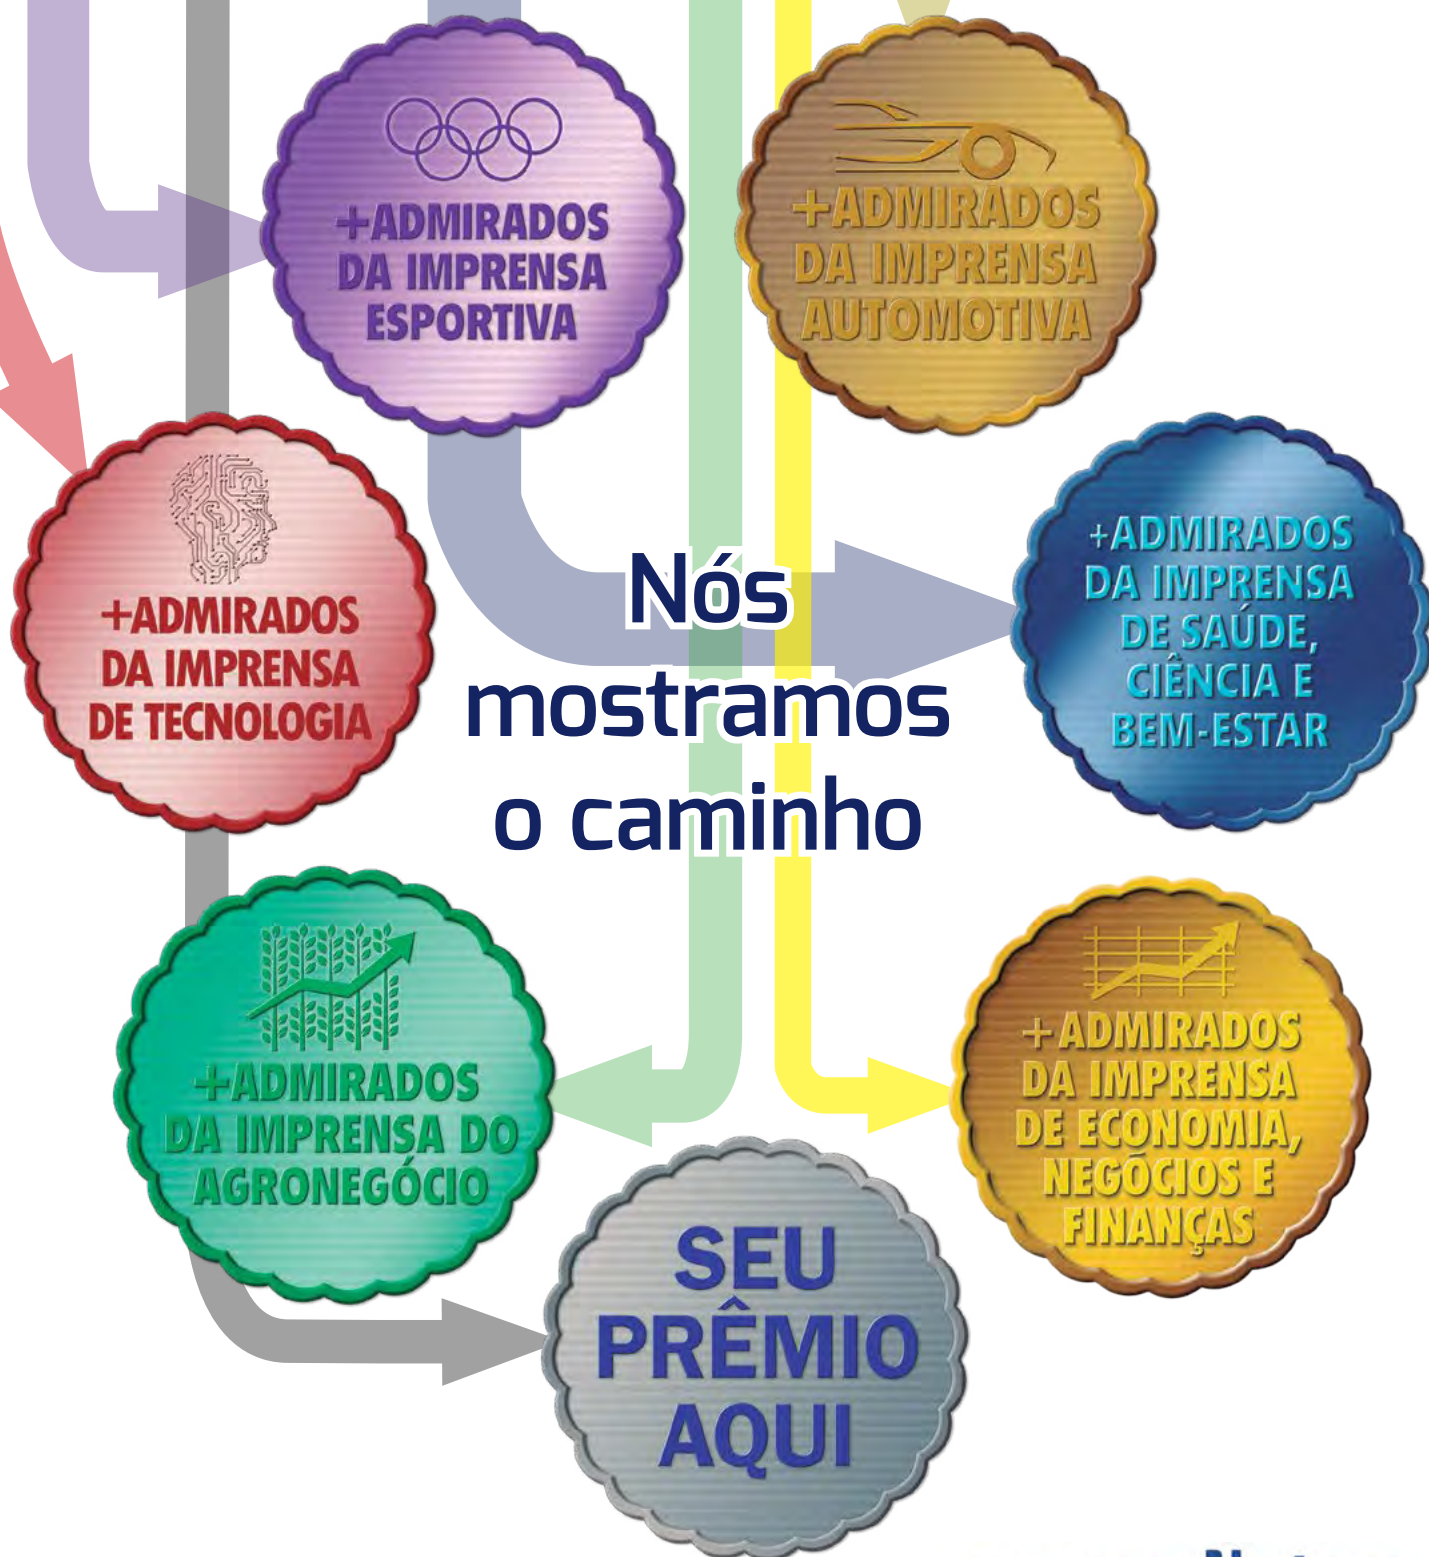 +ADMIRADOS
DA IMPRENSA
ESPORTIVA
+ADMIRADOS
DA IMPRENSA
AUTOMOTIVA
+ADMIRADOS
DA IMPRENSA
DE TECNOLOGIA
Nós
mostramos
o caminho
+ADMIRADOS
DA IMPRENSA
DE SAÚDE,
CIÊNCIA E
BEM-ESTAR
+ADMIRADOS
DA IMPRENSA DO
AGRONEGÓCIO
+ADMIRADOS
DA IMPRENSA
DE ECONOMIA,
NEGÓCIOS E
FINANÇAS
SEU
PRÊMIO
AQUI